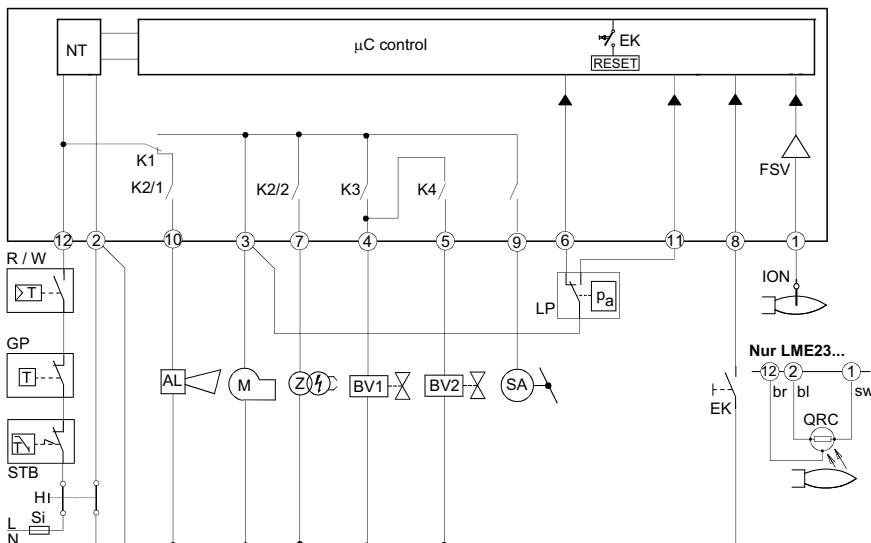 NT
μC control
EK
RESET
FSV
K1
K2/1
K2/2
K3
K4
12
2
10
3
7
4
5
9
6
11
8
1
R / W
T
LP
pa
ION
GP
T
AL
M
Z
BV1
BV2
SA
EK
Nur LME23...
12
2
1
br
bl
sw
QRC
T
STB
H
L
Si
N